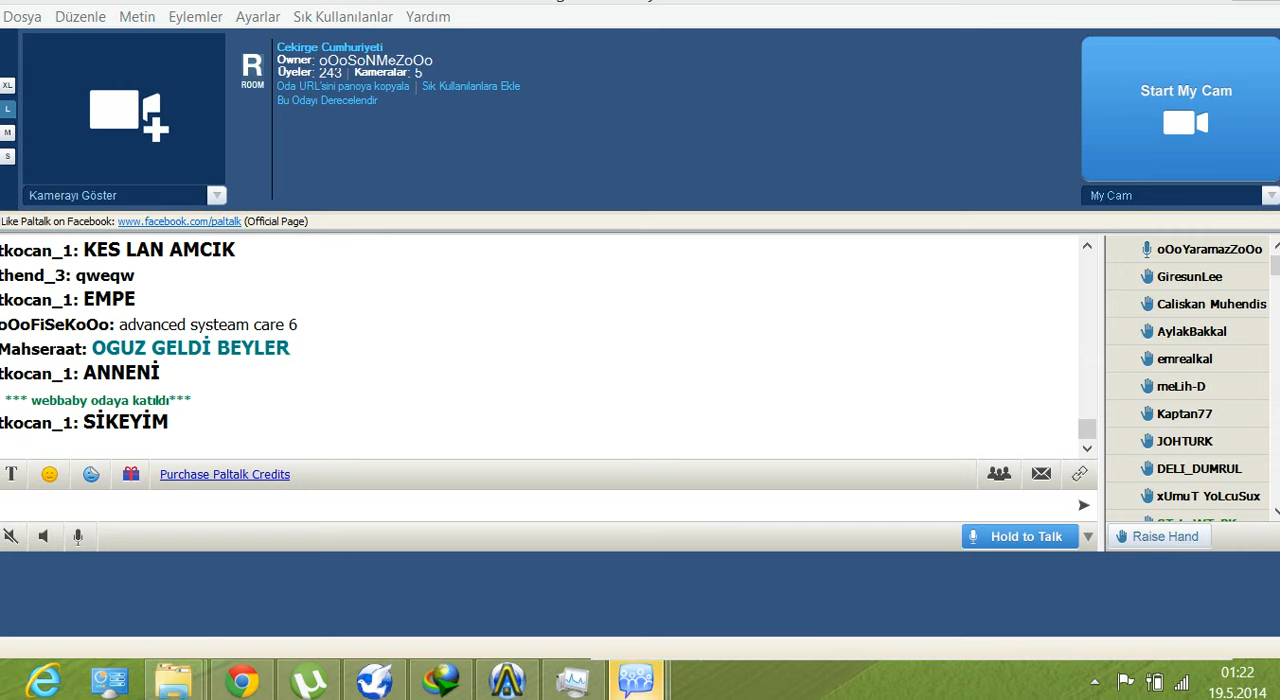 Dosya Düzenle Metin Eylemler Ayarlar Sık Kullanılanlar Yardım
XL
L
M
S
Kamerayı Göster
R
ROOM
Cekirge Cumhuriyeti
Owner: oOoSoNMeZoOo
Üyeler: 243 | Kameralar: 5
Oda URL'sini panoya kopyala | Sık Kullanılanlara Ekle
Bu Odayı Derecelendir
Start My Cam
My Cam
Like Paltalk on Facebook: www.facebook.com/paltalk (Official Page)
tkocan_1: KES LAN AMCIK
thend_3: qweqw
tkocan_1: EMPE
oOoFiSeKoOo: advanced systeam care 6
Mahseraat: OGUZ GELDİ BEYLER
tkocan_1: ANNENİ
*** webbaby odaya katıldı***
tkocan_1: SİKEYİM
oOoYaramazZoOo
GiresunLee
Caliskan Muhendis
AylakBakkal
emrealkal
meLih-D
Kaptan77
JOHTURK
DELI_DUMRUL
xUmuT YoLcuSux
T
Purchase Paltalk Credits
Hold to Talk
Raise Hand
01:22
19.5.2014